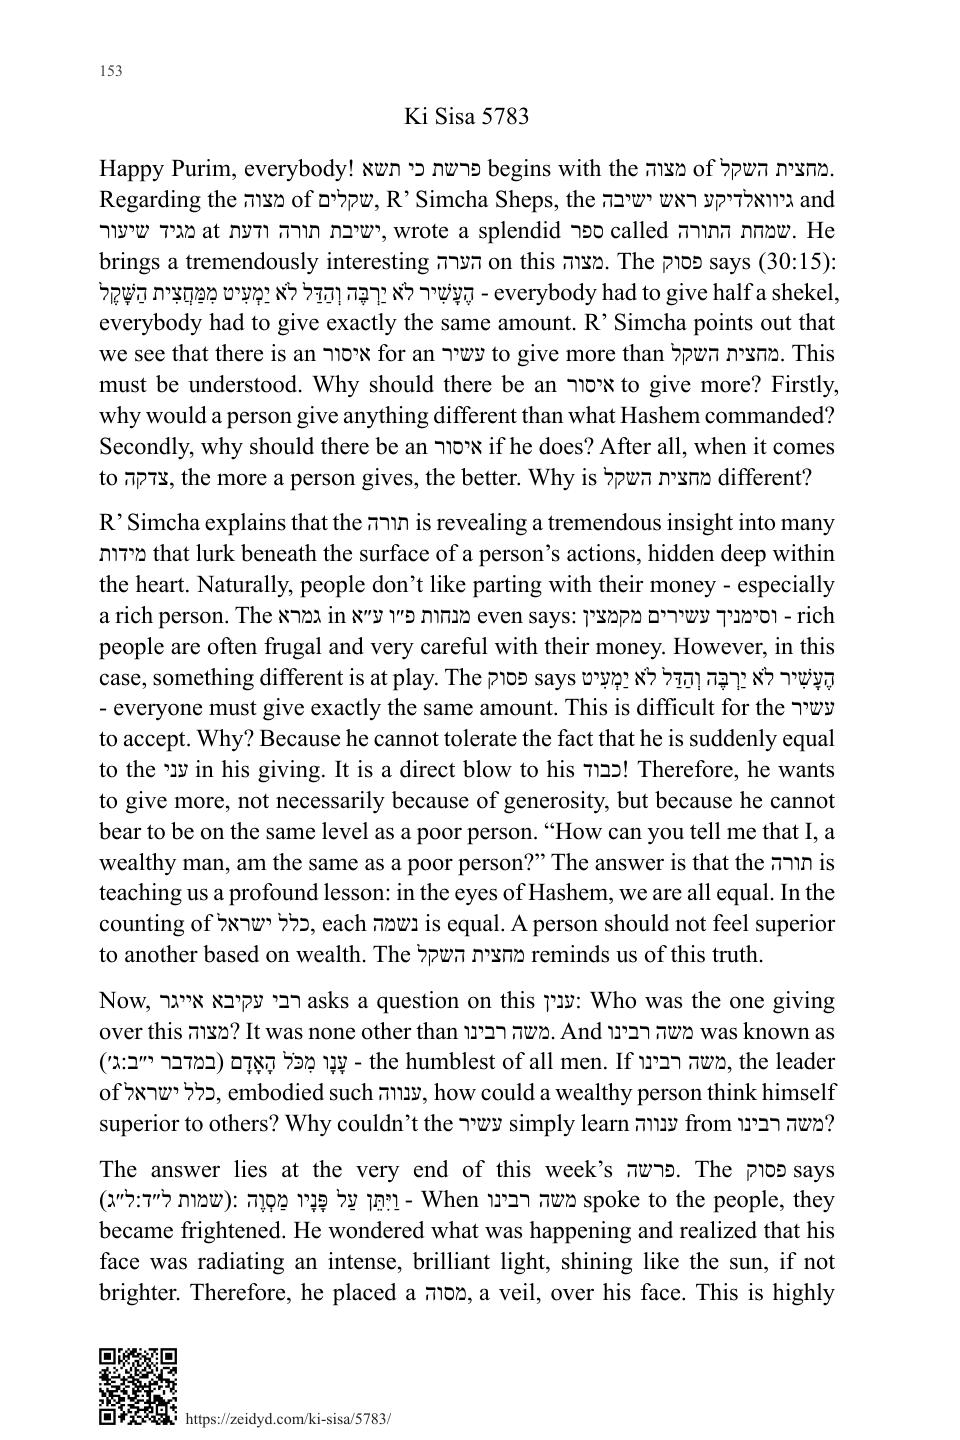 153
Ki Sisa 5783
Happy Purim, everybody! פרשת כי תשא begins with the מצוה of מחצית השקל.
Regarding the מצוה of שקלים, R’ Simcha Sheps, the גיוואלדיקע ראש ישיבה and
מגיד שיעור at ישיבת תורה ודעת, wrote a splendid ספר called שמחת התורה. He
brings a tremendously interesting הערה on this מצוה. The פסוק says (30:15):
הֶעָשִׁיר לֹא יַרְבֶּה וְהַדַּל לֹא יַמְעִיט מִמַּחֲצִית הַשָּׁקֶל - everybody had to give half a shekel,
everybody had to give exactly the same amount. R’ Simcha points out that
we see that there is an איסור for an עשיר to give more than מחצית השקל. This
must be understood. Why should there be an איסור to give more? Firstly,
why would a person give anything different than what Hashem commanded?
Secondly, why should there be an איסור if he does? After all, when it comes
to צדקה, the more a person gives, the better. Why is מחצית השקל different?
R’ Simcha explains that the תורה is revealing a tremendous insight into many
מידות that lurk beneath the surface of a person’s actions, hidden deep within
the heart. Naturally, people don’t like parting with their money - especially
a rich person. The גמרא in מנחות פ״ו ע״א even says: וסימניך עשירים מקמצין - rich
people are often frugal and very careful with their money. However, in this
case, something different is at play. The פסוק says הֶעָשִׁיר לֹא יַרְבֶּה וְהַדַּל לֹא יַמְעִיט
- everyone must give exactly the same amount. This is difficult for the עשיר
to accept. Why? Because he cannot tolerate the fact that he is suddenly equal
to the עני in his giving. It is a direct blow to his כבוד! Therefore, he wants
to give more, not necessarily because of generosity, but because he cannot
bear to be on the same level as a poor person. “How can you tell me that I, a
wealthy man, am the same as a poor person?” The answer is that the תורה is
teaching us a profound lesson: in the eyes of Hashem, we are all equal. In the
counting of כלל ישראל, each נשמה is equal. A person should not feel superior
to another based on wealth. The מחצית השקל reminds us of this truth.
Now, רבי עקיבא אייגר asks a question on this ענין: Who was the one giving
over this מצוה? It was none other than משה רבינו. And משה רבינו was known as
עָנָו מִכֹּל הָאָדָם (במדבר י״ב:ג׳) - the humblest of all men. If משה רבינו, the leader
of כלל ישראל, embodied such ענווה, how could a wealthy person think himself
superior to others? Why couldn’t the עשיר simply learn ענווה from משה רבינו?
The answer lies at the very end of this week’s פרשה. The פסוק says
(שמות ל״ד:ל״ג): וַיִּתֵּן עַל פָּנָיו מַסְוֶה - When משה רבינו spoke to the people, they
became frightened. He wondered what was happening and realized that his
face was radiating an intense, brilliant light, shining like the sun, if not
brighter. Therefore, he placed a מסוה, a veil, over his face. This is highly
https://zeidyd.com/ki-sisa/5783/